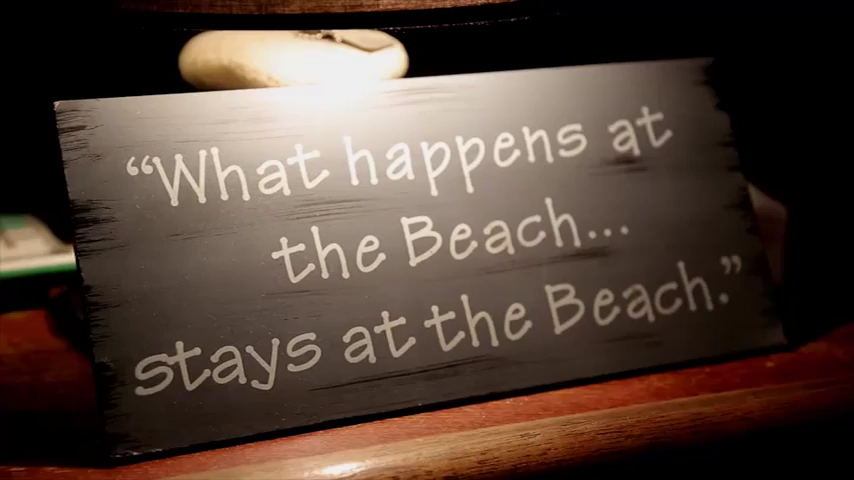 “What happens at
the Beach...
stays at the Beach.”